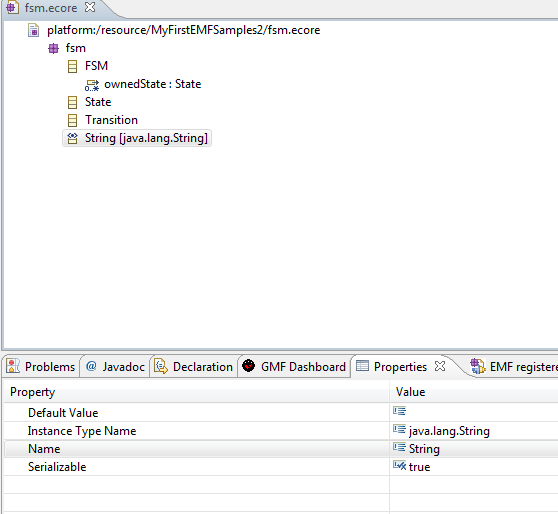 fsm.ecore
platform:/resource/MyFirstEMFSamples2/fsm.ecore
fsm
FSM
0..* ownedState : State
State
Transition
String [java.lang.String]
Problems @ Javadoc Declaration GMF Dashboard Properties EMF registere
Property Value
Default Value
Instance Type Name java.lang.String
Name String
Serializable true